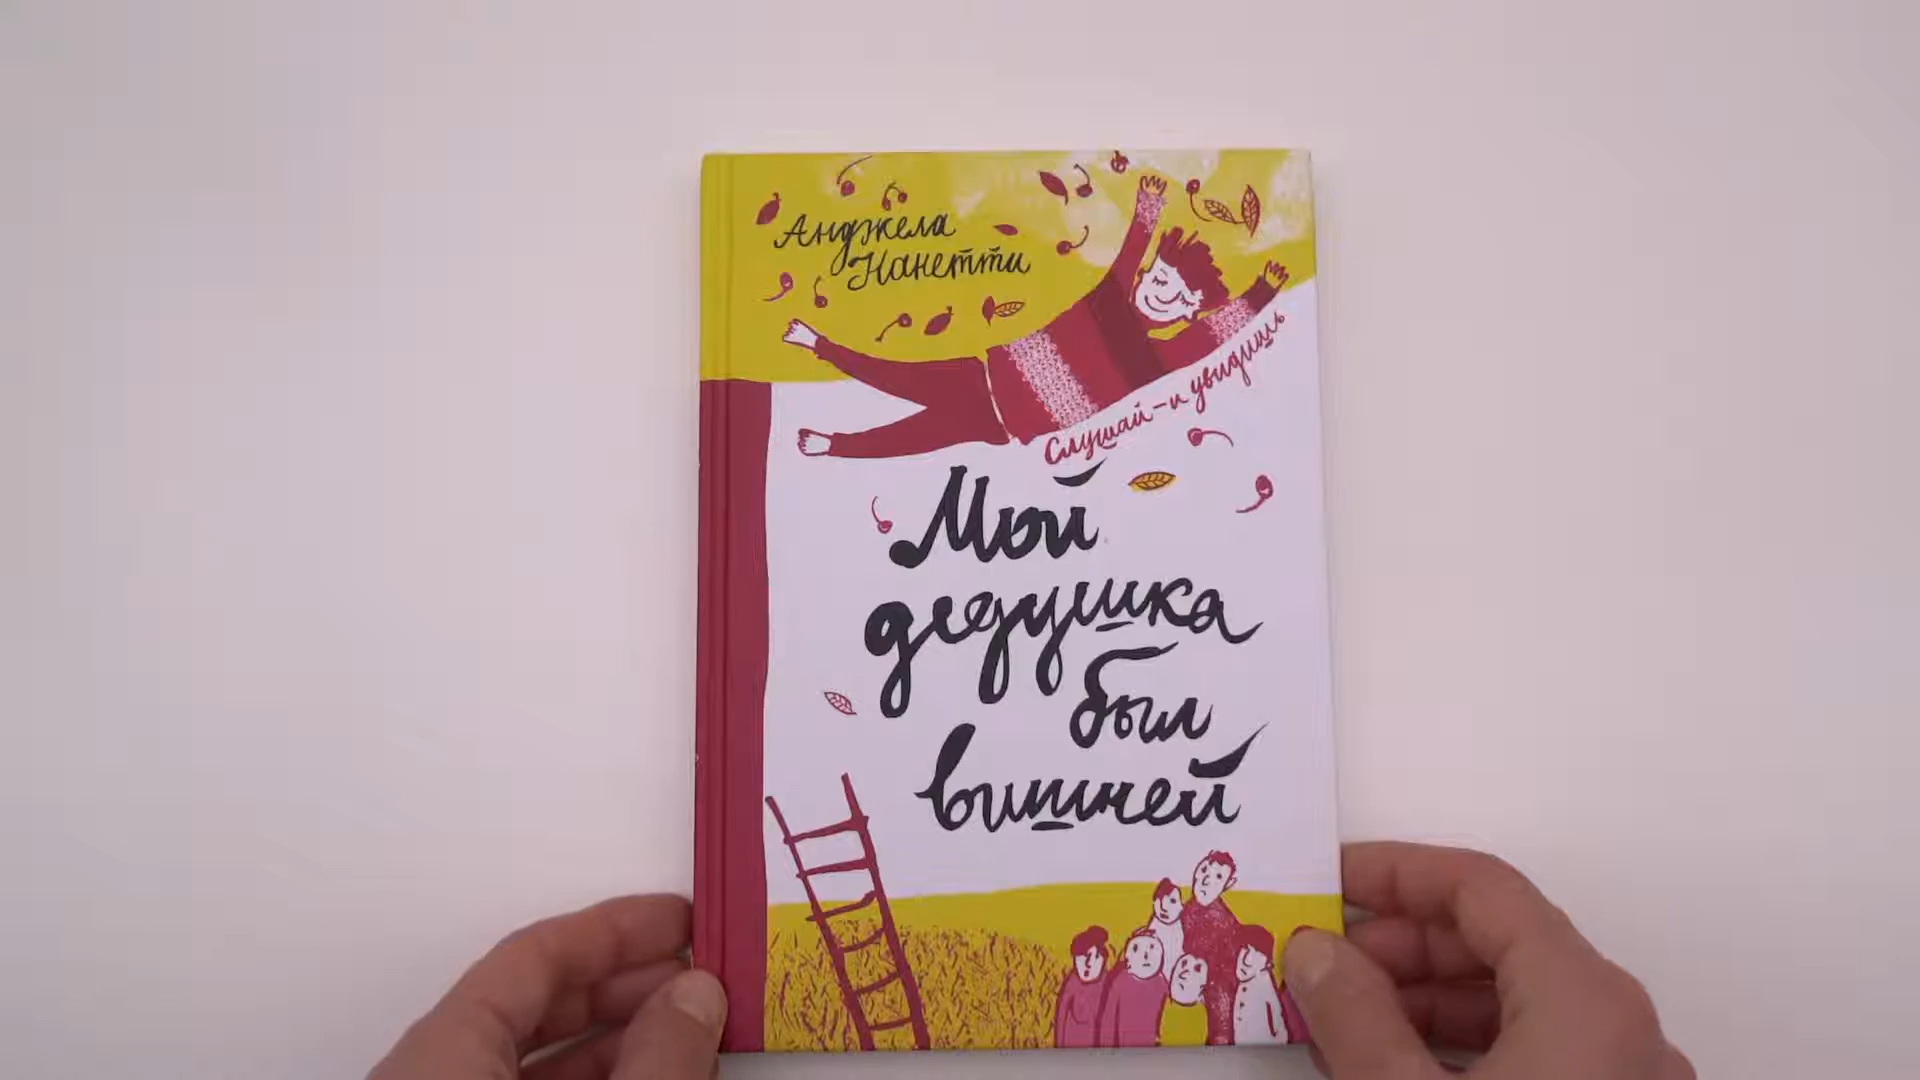 Анджела
Нанетти
Слушай – и увидишь
Мой
дедушка
был
вишней